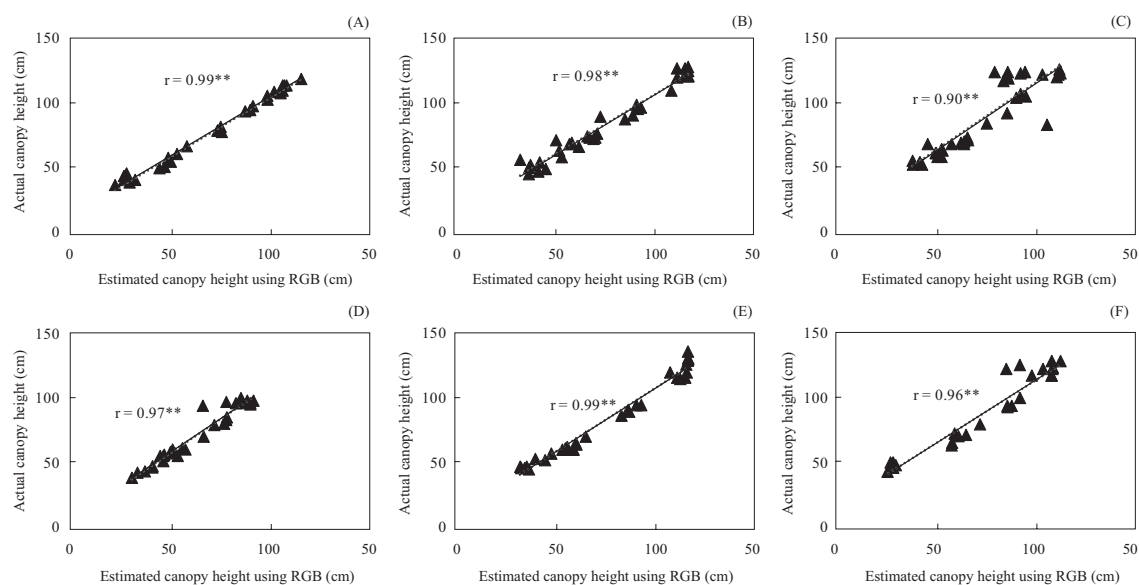 (A)
150
100
50
0
Actual canopy height (cm)
r = 0.99**
0 50 100 50
Estimated canopy height using RGB (cm)
(B)
150
100
50
0
Actual canopy height (cm)
r = 0.98**
0 50 100 50
Estimated canopy height using RGB (cm)
(C)
150
100
50
0
Actual canopy height (cm)
r = 0.90**
0 50 100 50
Estimated canopy height using RGB (cm)
(D)
150
100
50
0
Actual canopy height (cm)
r = 0.97**
0 50 100 50
Estimated canopy height using RGB (cm)
(E)
150
100
50
0
Actual canopy height (cm)
r = 0.99**
0 50 100 50
Estimated canopy height using RGB (cm)
(F)
150
100
50
0
Actual canopy height (cm)
r = 0.96**
0 50 100 50
Estimated canopy height using RGB (cm)